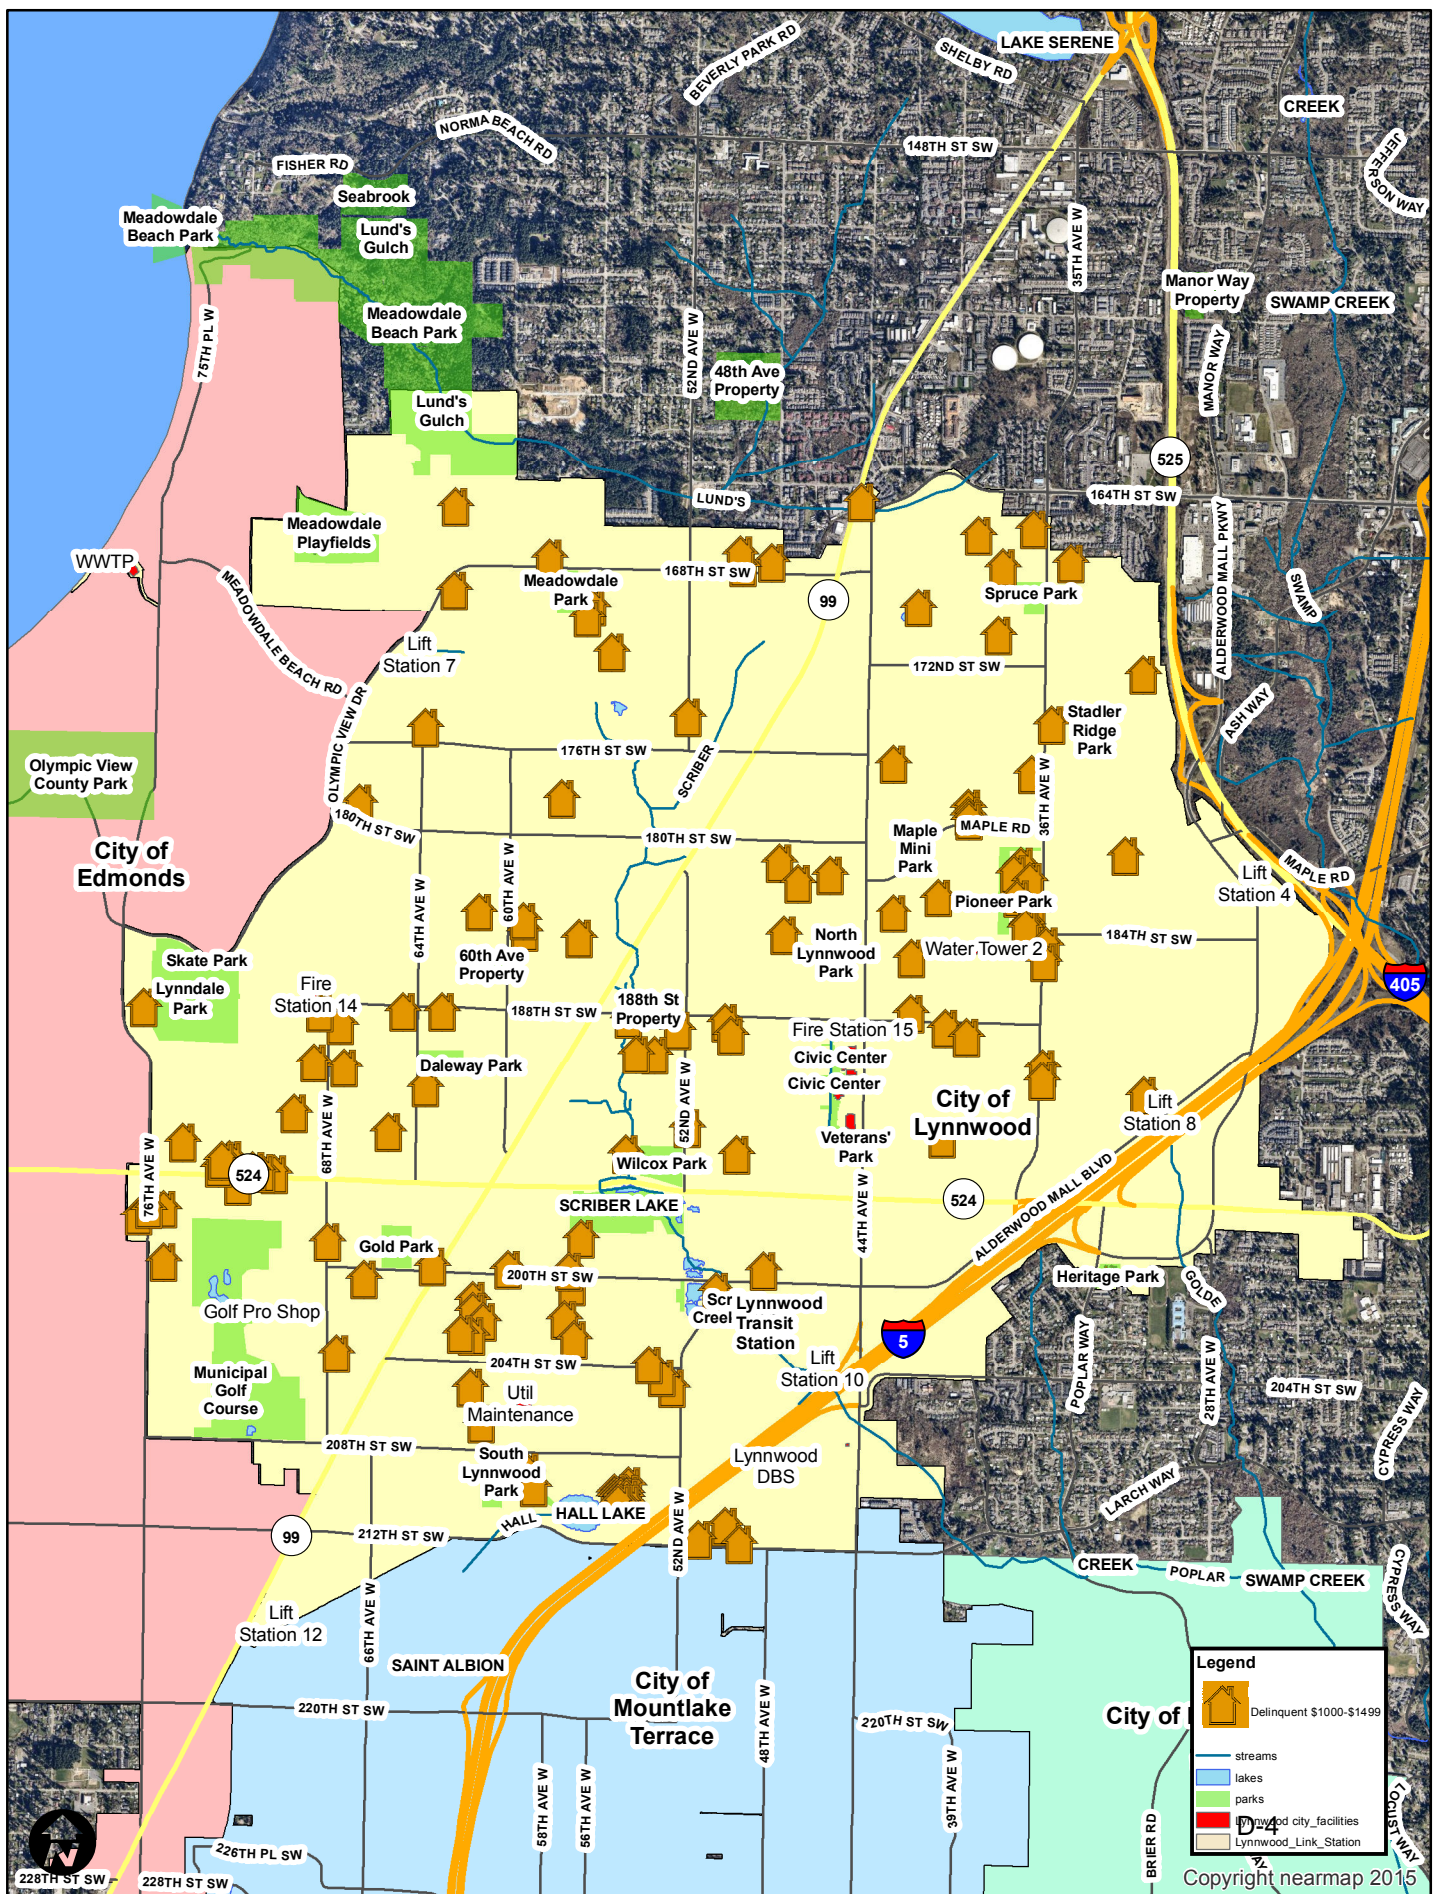 LAKE SERENE
BEVERLY PARK RD
SHELBY RD
CREEK
NORMA BEACH RD
148TH ST SW
JEFFERSON WAY
FISHER RD
Seabrook
Meadowdale
Beach Park
Lund's
Gulch
35TH AVE W
Manor Way
Property
SWAMP CREEK
Meadowdale
Beach Park
75TH PL W
52ND AVE W
48th Ave
Property
MANOR WAY
Lund's
Gulch
525
LUND'S
164TH ST SW
Meadowdale
Playfields
ALDERWOOD MALL PKWY
WWTP
168TH ST SW
Meadowdale
Park
99
Spruce Park
SWAMP
MEADOWDALE BEACH RD
Lift
Station 7
172ND ST SW
OLYMPIC VIEW DR
Stadler
Ridge
Park
ASH WAY
176TH ST SW
SCRIBER
Olympic View
County Park
36TH AVE W
180TH ST SW
180TH ST SW
Maple
Mini
Park
MAPLE RD
City of
Edmonds
MAPLE RD
Lift
Station 4
64TH AVE W
60TH AVE W
Pioneer Park
60th Ave
Property
North
Lynnwood
Park
Water Tower 2
184TH ST SW
Skate Park
Lynndale
Park
Fire
Station 14
405
188TH ST SW
188th St
Property
Fire Station 15
Civic Center
Civic Center
Daleway Park
52ND AVE W
City of
Lynnwood
Lift
Station 8
68TH AVE W
Veterans'
Park
76TH AVE W
524
Wilcox Park
SCRIBER LAKE
524
44TH AVE W
ALDERWOOD MALL BLVD
Gold Park
200TH ST SW
Heritage Park
GOLDE
Golf Pro Shop
Scr
Creel
Lynnwood
Transit
Station
5
POPLAR WAY
28TH AVE W
204TH ST SW
Lift
Station 10
Municipal
Golf
Course
204TH ST SW
CYPRESS WAY
Util
Maintenance
208TH ST SW
South
Lynnwood
Park
Lynnwood
DBS
LARCH WAY
HALL
HALL LAKE
99
212TH ST SW
52ND AVE W
CREEK
POPLAR
SWAMP CREEK
CYPRESS WAY
Lift
Station 12
66TH AVE W
SAINT ALBION
City of
Mountlake
Terrace
220TH ST SW
48TH AVE W
220TH ST SW
City of
58TH AVE W
56TH AVE W
39TH AVE W
BRIER RD
LOCUST WAY
226TH PL SW
228TH ST SW
228TH ST SW
N
Legend
Delinquent $1000-$1499
streams
lakes
parks
Lynnwood city_facilities
D-4
Lynnwood_Link_Station
Copyright nearmap 2015